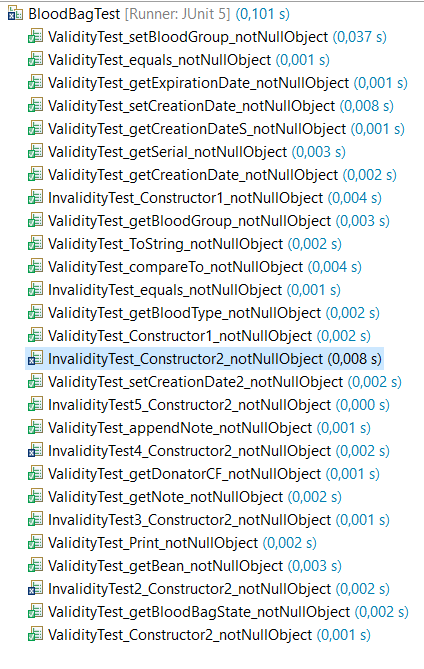 BloodBagTest [Runner: JUnit 5] (0,101 s)
ValidityTest_setBloodGroup_notNullObject (0,037 s)
ValidityTest_equals_notNullObject (0,001 s)
ValidityTest_getExpirationDate_notNullObject (0,001 s)
ValidityTest_setCreationDate_notNullObject (0,008 s)
ValidityTest_getCreationDateS_notNullObject (0,001 s)
ValidityTest_getSerial_notNullObject (0,003 s)
ValidityTest_getCreationDate_notNullObject (0,002 s)
InvalidityTest_Constructor1_notNullObject (0,004 s)
ValidityTest_getBloodGroup_notNullObject (0,003 s)
ValidityTest_ToString_notNullObject (0,002 s)
ValidityTest_compareTo_notNullObject (0,004 s)
InvalidityTest_equals_notNullObject (0,001 s)
ValidityTest_getBloodType_notNullObject (0,002 s)
ValidityTest_Constructor1_notNullObject (0,002 s)
InvalidityTest_Constructor2_notNullObject (0,008 s)
ValidityTest_setCreationDate2_notNullObject (0,002 s)
InvalidityTest5_Constructor2_notNullObject (0,000 s)
ValidityTest_appendNote_notNullObject (0,001 s)
InvalidityTest4_Constructor2_notNullObject (0,002 s)
ValidityTest_getDonatorCF_notNullObject (0,001 s)
ValidityTest_getNote_notNullObject (0,002 s)
InvalidityTest3_Constructor2_notNullObject (0,001 s)
ValidityTest_Print_notNullObject (0,002 s)
ValidityTest_getBean_notNullObject (0,003 s)
InvalidityTest2_Constructor2_notNullObject (0,002 s)
ValidityTest_getBloodBagState_notNullObject (0,002 s)
ValidityTest_Constructor2_notNullObject (0,001 s)